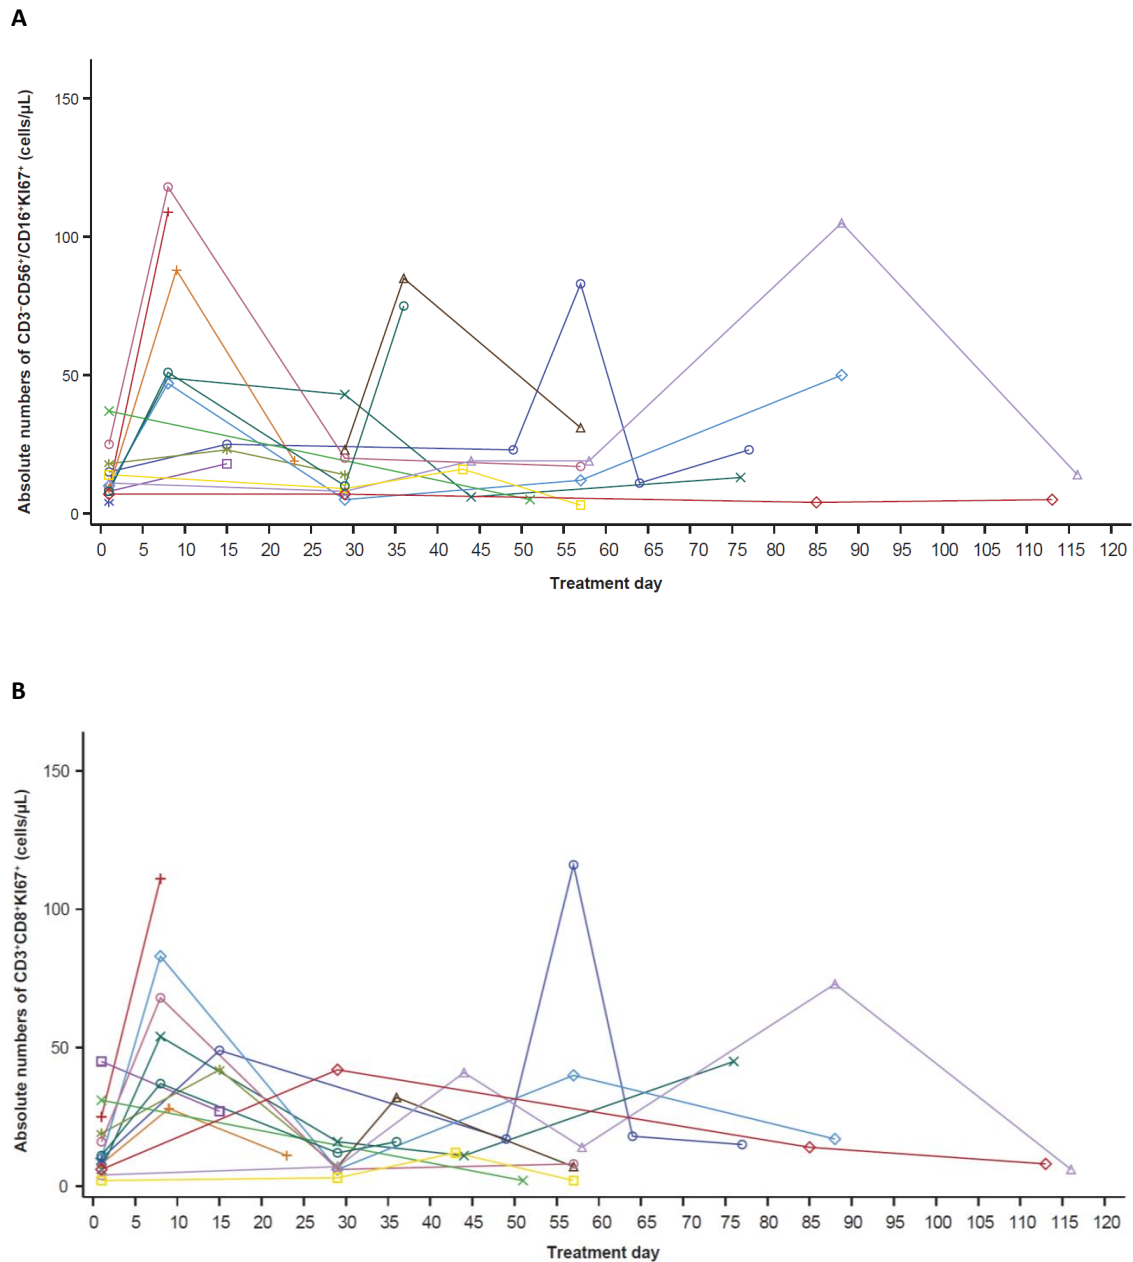 A
Absolute numbers of CD3⁻CD56⁺/CD16⁺KI67⁺ (cells/μL)
150
100
50
0
0 5 10 15 20 25 30 35 40 45 50 55 60 65 70 75 80 85 90 95 100 105 110 115 120
Treatment day
B
Absolute numbers of CD3⁺CD8⁺KI67⁺ (cells/μL)
150
100
50
0
0 5 10 15 20 25 30 35 40 45 50 55 60 65 70 75 80 85 90 95 100 105 110 115 120
Treatment day